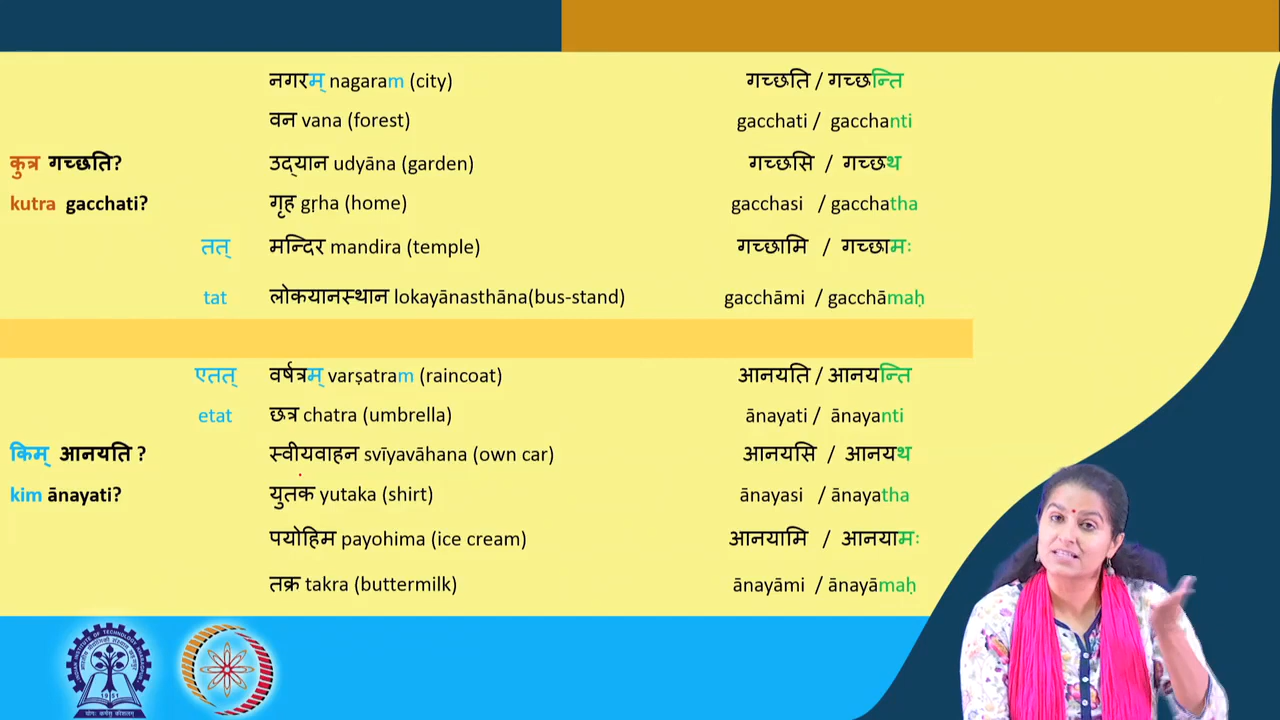 नगरम् nagaram (city) गच्छति / गच्छन्ति
वन vana (forest) gacchati / gacchanti
कुत्र गच्छति? उद्यान udyāna (garden) गच्छसि / गच्छथ
kutra gacchati? गृह gṛha (home) gacchasi / gacchatha
तत् मन्दिर mandira (temple) गच्छामि / गच्छामः
tat लोकयानस्थान lokayānasthāna(bus-stand) gacchāmi / gacchāmaḥ
एतत् वर्षत्रम् varṣatram (raincoat) आनयति / आनयन्ति
etat छत्र chatra (umbrella) ānayati / ānayanti
किम् आनयति ? स्वीयवाहन svīyavāhana (own car) आनयसि / आनयथ
kim ānayati? युतक yutaka (shirt) ānayasi / ānayatha
पयोहिम payohima (ice cream) आनयामि / आनयामः
तक्र takra (buttermilk) ānayāmi / ānayāmaḥ